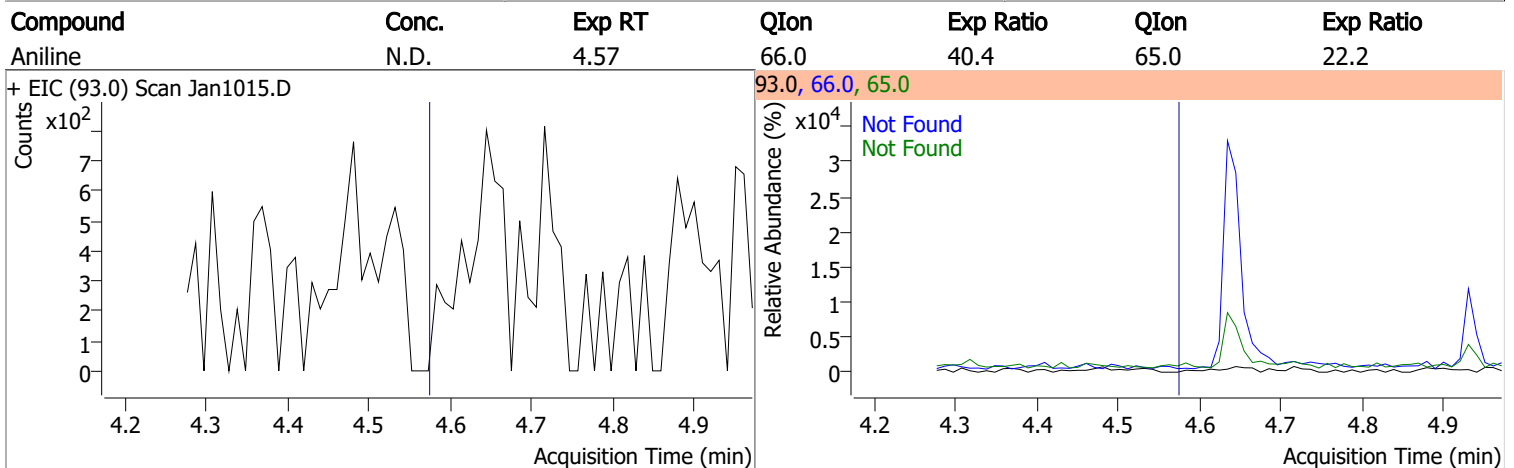 Compound Conc. Exp RT QIon Exp Ratio QIon Exp Ratio
Aniline N.D. 4.57 66.0 40.4 65.0 22.2
+ EIC (93.0) Scan Jan1015.D
Counts
x10²
7
6
5
4
3
2
1
0
4.2 4.3 4.4 4.5 4.6 4.7 4.8 4.9
Acquisition Time (min)
93.0, 66.0, 65.0
Relative Abundance (%)
x10⁴
Not Found
Not Found
3
2.5
2
1.5
1
0.5
0
4.2 4.3 4.4 4.5 4.6 4.7 4.8 4.9
Acquisition Time (min)